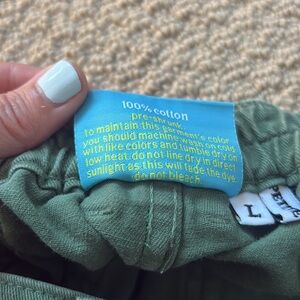 100% cotton
pre-shrunk
to maintain this garment's color
you should machine wash on cold
with like colors and tumble dry on
low heat. do not line dry in direct
sunlight as this will fade the dye.
do not bleach.
L